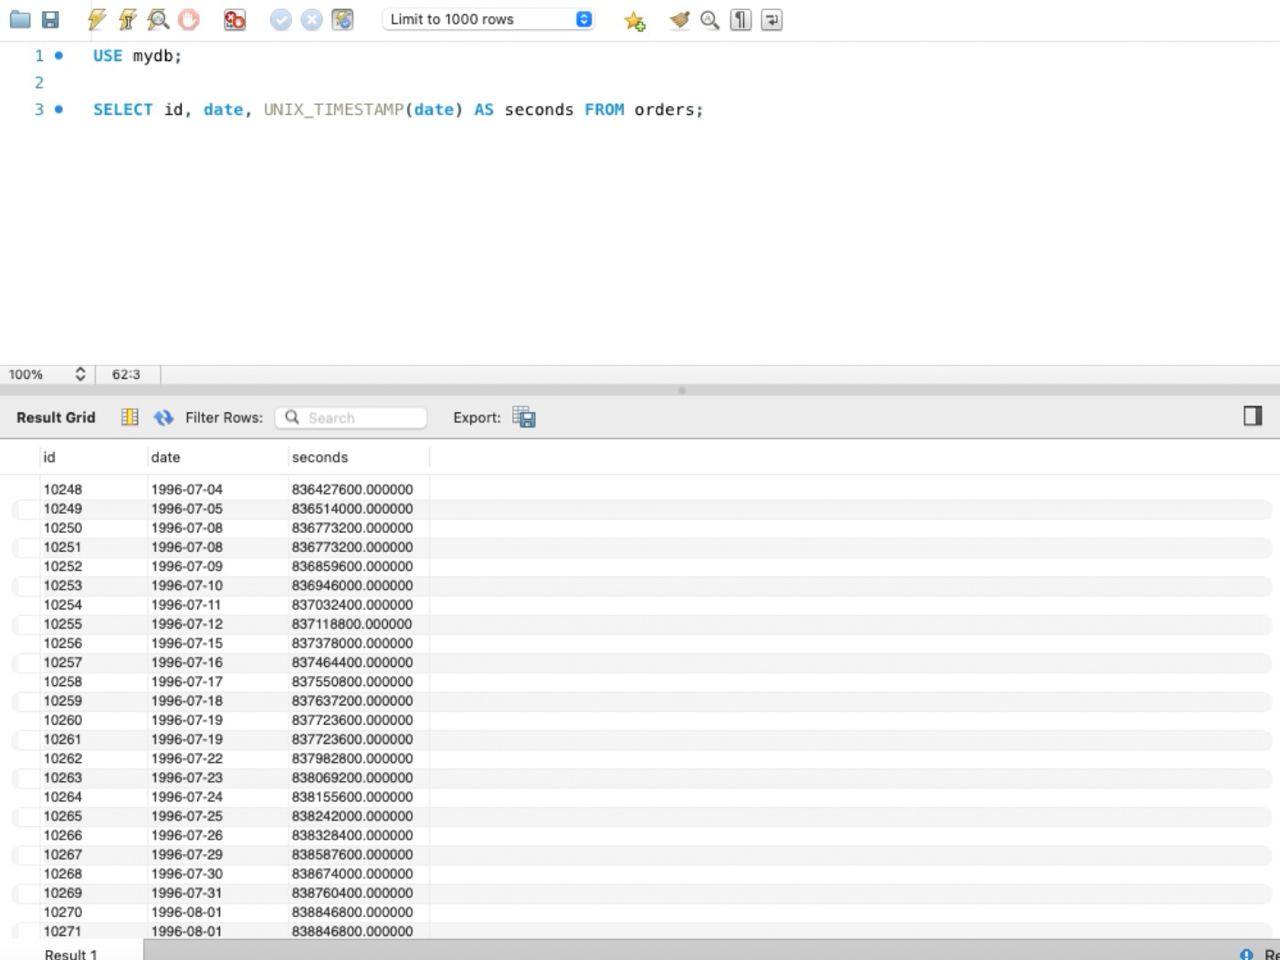 Limit to 1000 rows
1 USE mydb;
2
3 SELECT id, date, UNIX_TIMESTAMP(date) AS seconds FROM orders;
100% 62:3
Result Grid Filter Rows: Search Export:
id date seconds
10248 1996-07-04 836427600.000000
10249 1996-07-05 836514000.000000
10250 1996-07-08 836773200.000000
10251 1996-07-08 836773200.000000
10252 1996-07-09 836859600.000000
10253 1996-07-10 836946000.000000
10254 1996-07-11 837032400.000000
10255 1996-07-12 837118800.000000
10256 1996-07-15 837378000.000000
10257 1996-07-16 837464400.000000
10258 1996-07-17 837550800.000000
10259 1996-07-18 837637200.000000
10260 1996-07-19 837723600.000000
10261 1996-07-19 837723600.000000
10262 1996-07-22 837982800.000000
10263 1996-07-23 838069200.000000
10264 1996-07-24 838155600.000000
10265 1996-07-25 838242000.000000
10266 1996-07-26 838328400.000000
10267 1996-07-29 838587600.000000
10268 1996-07-30 838674000.000000
10269 1996-07-31 838760400.000000
10270 1996-08-01 838846800.000000
10271 1996-08-01 838846800.000000
Result 1